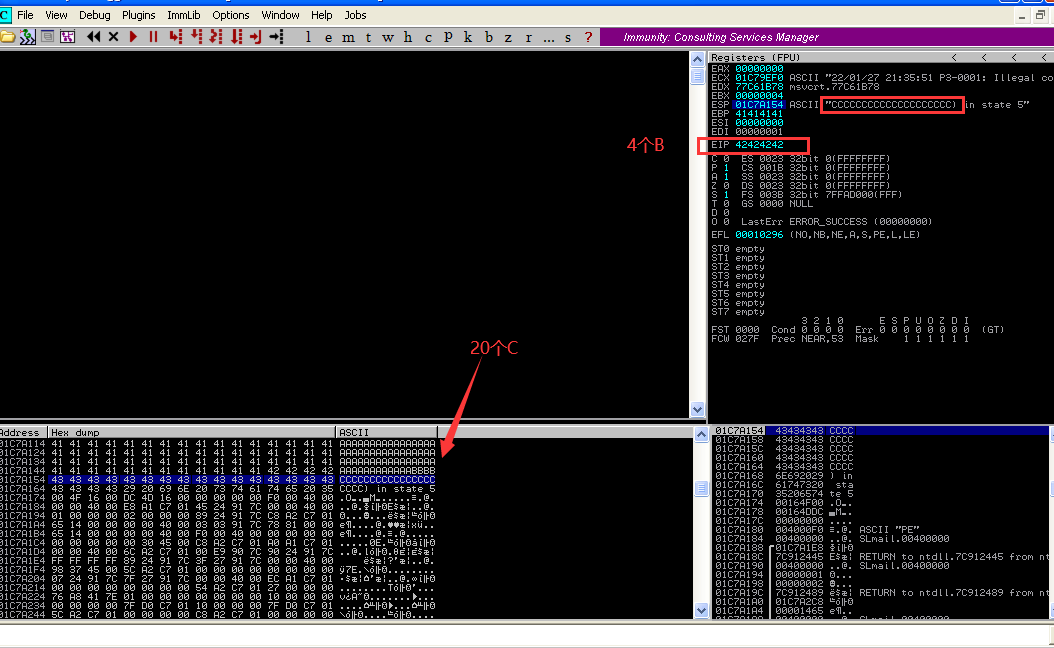 C File View Debug Plugins ImmLib Options Window Help Jobs
l e m t w h c P k b z r ... s ?
Immunity: Consulting Services Manager
Registers (FPU) < < < <
EAX 00000000
ECX 01C79EF0 ASCII "22/01/27 21:35:51 P3-0001: Illegal co
EDX 77C61B78 msvcrt.77C61B78
EBX 00000004
ESP 01C7A154 ASCII "CCCCCCCCCCCCCCCCCCCC) in state 5"
EBP 41414141
ESI 00000000
EDI 00000001
4个B
EIP 42424242
C 0 ES 0023 32bit 0(FFFFFFFF)
P 1 CS 001B 32bit 0(FFFFFFFF)
A 1 SS 0023 32bit 0(FFFFFFFF)
Z 0 DS 0023 32bit 0(FFFFFFFF)
S 1 FS 003B 32bit 7FFAD000(FFF)
T 0 GS 0000 NULL
D 0
O 0 LastErr ERROR_SUCCESS (00000000)
EFL 00010296 (NO,NB,NE,A,S,PE,L,LE)
ST0 empty
ST1 empty
ST2 empty
ST3 empty
ST4 empty
ST5 empty
ST6 empty
ST7 empty
3 2 1 0 E S P U O Z D I
FST 0000 Cond 0 0 0 0 Err 0 0 0 0 0 0 0 0 (GT)
FCW 027F Prec NEAR,53 Mask 1 1 1 1 1 1
20个C
Address Hex dump ASCII
01C7A114 41 41 41 41 41 41 41 41 41 41 41 41 41 41 41 41 AAAAAAAAAAAAAAAA
01C7A124 41 41 41 41 41 41 41 41 41 41 41 41 41 41 41 41 AAAAAAAAAAAAAAAA
01C7A134 41 41 41 41 41 41 41 41 41 41 41 41 41 41 41 41 AAAAAAAAAAAAAAAA
01C7A144 41 41 41 41 41 41 41 41 41 41 41 41 42 42 42 42 AAAAAAAAAAAABBBB
01C7A154 43 43 43 43 43 43 43 43 43 43 43 43 43 43 43 43 CCCCCCCCCCCCCCCC
01C7A164 43 43 43 43 29 20 69 6E 20 73 74 61 74 65 20 35 CCCC) in state 5
01C7A174 00 4F 16 00 DC 4D 16 00 00 00 00 00 F0 00 40 00
01C7A184 00 00 40 00 E8 A1 C7 01 45 24 91 7C 00 00 40 00
01C7A194 01 00 00 00 02 00 00 00 89 24 91 7C C8 A2 C7 01
01C7A1A4 65 14 00 00 00 00 40 00 03 03 91 7C 78 81 00 00
01C7A1B4 65 14 00 00 00 00 40 00 F0 00 40 00 00 00 00 00
01C7A1C4 00 00 00 00 30 45 00 C8 A2 C7 01 A0 A1 C7 01
01C7A1D4 00 00 40 00 6C A2 C7 01 00 E9 90 7C 90 24 91 7C
01C7A1E4 FF FF FF FF 89 24 91 7C 3F 27 91 7C 00 00 40 00
01C7A1F4 98 37 45 00 5C A2 C7 01 00 00 00 00 00 00 00 00
01C7A204 07 24 91 7C 7F 27 91 7C 00 00 40 00 EC A1 C7 01
01C7A214 00 00 00 00 00 00 00 00 54 A2 C7 01 27 00 00 00
01C7A224 76 A8 41 7E 01 00 00 00 00 00 00 00 10 00 00 00
01C7A234 00 00 00 00 7F D0 C7 01 10 00 00 00 7F D0 C7 01
01C7A244 5C A2 C7 01 00 00 00 00 C8 A2 C7 01 00 00 00 00
01C7A154 43434343 CCCC
01C7A158 43434343 CCCC
01C7A15C 43434343 CCCC
01C7A160 43434343 CCCC
01C7A164 43434343 CCCC
01C7A168 6E692029 ) in
01C7A16C 61747320 sta
01C7A170 35206574 te 5
01C7A174 00164F00
01C7A178 00164DDC
01C7A17C 00000000 ....
01C7A180 004000F0 ASCII "PE"
01C7A184 00400000 SLmail.00400000
01C7A188 01C7A1E8
01C7A18C 7C912445 RETURN to ntdll.7C912445 from nt
01C7A190 00400000 SLmail.00400000
01C7A194 00000001
01C7A198 00000002
01C7A19C 7C912489 RETURN to ntdll.7C912489 from nt
01C7A1A0 01C7A2C8
01C7A1A4 00001465